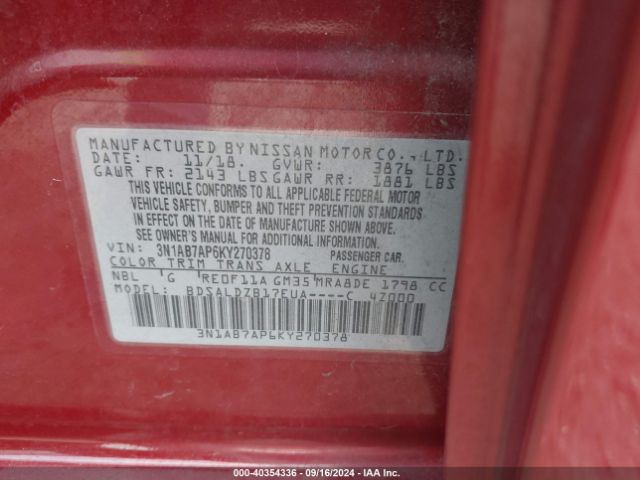 MANUFACTURED BY NISSAN MOTOR CO., LTD.
DATE: 11/18. GVWR: 3876 LBS
GAWR FR: 2143 LBS GAWR RR: 1881 LBS
THIS VEHICLE CONFORMS TO ALL APPLICABLE FEDERAL MOTOR
VEHICLE SAFETY, BUMPER AND THEFT PREVENTION STANDARDS
IN EFFECT ON THE DATE OF MANUFACTURE SHOWN ABOVE.
SEE OWNER'S MANUAL FOR ADDITIONAL INFORMATION.
VIN: 3N1AB7AP6KY270378 PASSENGER CAR.
COLOR TRIM TRANS AXLE ENGINE
NBL G RE0F11A GM35 MRA8DE 1798 CC
MODEL: BDSALDZB17EUA----C 4Z000
3N1AB7AP6KY270378
000-40354336 - 09/16/2024 - IAA Inc.